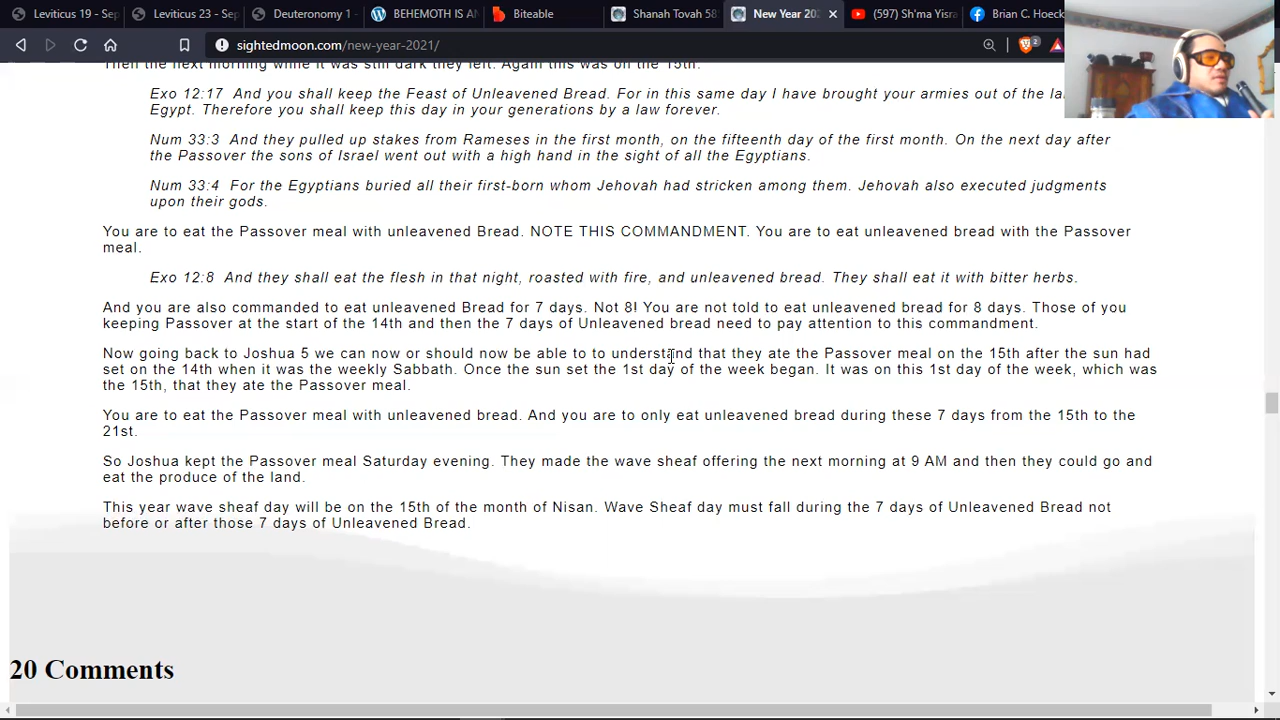 Leviticus 19 - Sep
Leviticus 23 - Sep
Deuteronomy 1 -
BEHEMOTH IS AN
Biteable
Shanah Tovah 58
New Year 202
(597) Sh'ma Yisra
Brian C. Hoeck
sightedmoon.com/new-year-2021/
2
Then the next morning while it was still dark they left. Again this was on the 15th.
Exo 12:17 And you shall keep the Feast of Unleavened Bread. For in this same day I have brought your armies out of the la
Egypt. Therefore you shall keep this day in your generations by a law forever.
Num 33:3 And they pulled up stakes from Rameses in the first month, on the fifteenth day of the first month. On the next day after
the Passover the sons of Israel went out with a high hand in the sight of all the Egyptians.
Num 33:4 For the Egyptians buried all their first-born whom Jehovah had stricken among them. Jehovah also executed judgments
upon their gods.
You are to eat the Passover meal with unleavened Bread. NOTE THIS COMMANDMENT. You are to eat unleavened bread with the Passover
meal.
Exo 12:8 And they shall eat the flesh in that night, roasted with fire, and unleavened bread. They shall eat it with bitter herbs.
And you are also commanded to eat unleavened Bread for 7 days. Not 8! You are not told to eat unleavened bread for 8 days. Those of you
keeping Passover at the start of the 14th and then the 7 days of Unleavened bread need to pay attention to this commandment.
Now going back to Joshua 5 we can now or should now be able to to understand that they ate the Passover meal on the 15th after the sun had
set on the 14th when it was the weekly Sabbath. Once the sun set the 1st day of the week began. It was on this 1st day of the week, which was
the 15th, that they ate the Passover meal.
You are to eat the Passover meal with unleavened bread. And you are to only eat unleavened bread during these 7 days from the 15th to the
21st.
So Joshua kept the Passover meal Saturday evening. They made the wave sheaf offering the next morning at 9 AM and then they could go and
eat the produce of the land.
This year wave sheaf day will be on the 15th of the month of Nisan. Wave Sheaf day must fall during the 7 days of Unleavened Bread not
before or after those 7 days of Unleavened Bread.
20 Comments